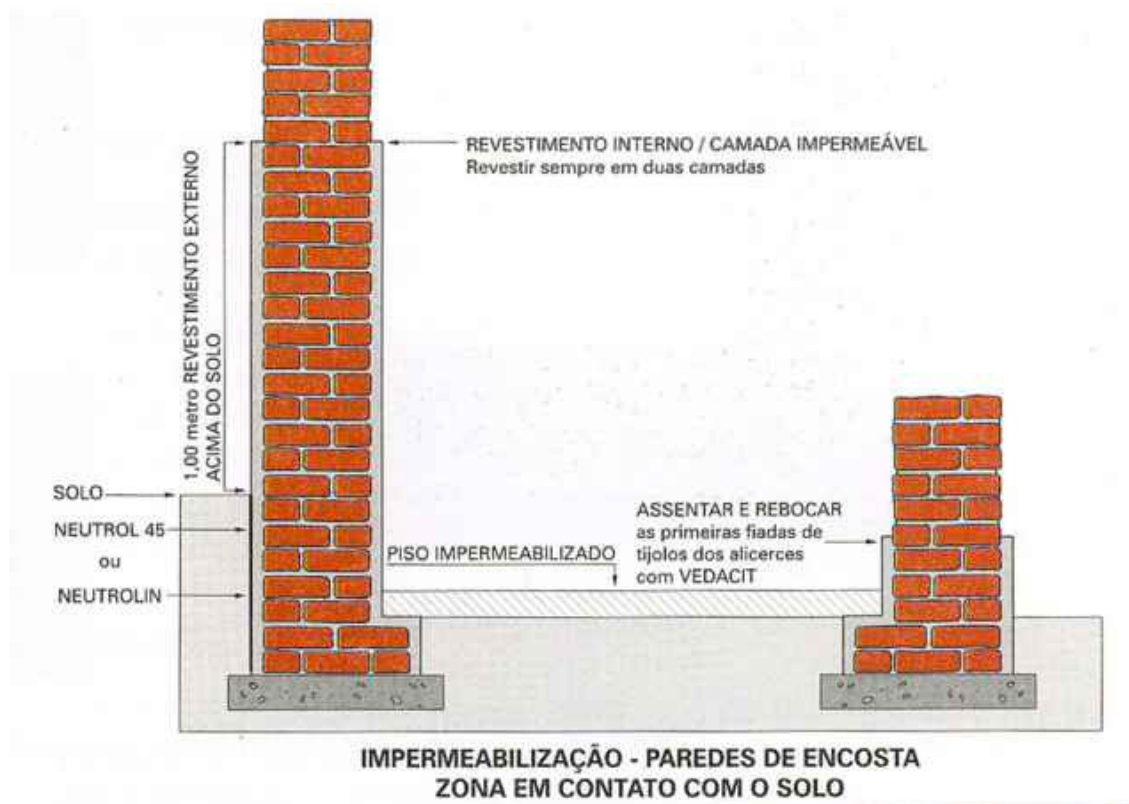 REVESTIMENTO INTERNO / CAMADA IMPERMEÁVEL
Revestir sempre em duas camadas
1,00 metro REVESTIMENTO EXTERNO
ACIMA DO SOLO
SOLO
NEUTROL 45
ou
NEUTROLIN
PISO IMPERMEABILIZADO
ASSENTAR E REBOCAR
as primeiras fiadas de
tijolos dos alicerces
com VEDACIT
IMPERMEABILIZAÇÃO - PAREDES DE ENCOSTA
ZONA EM CONTATO COM O SOLO